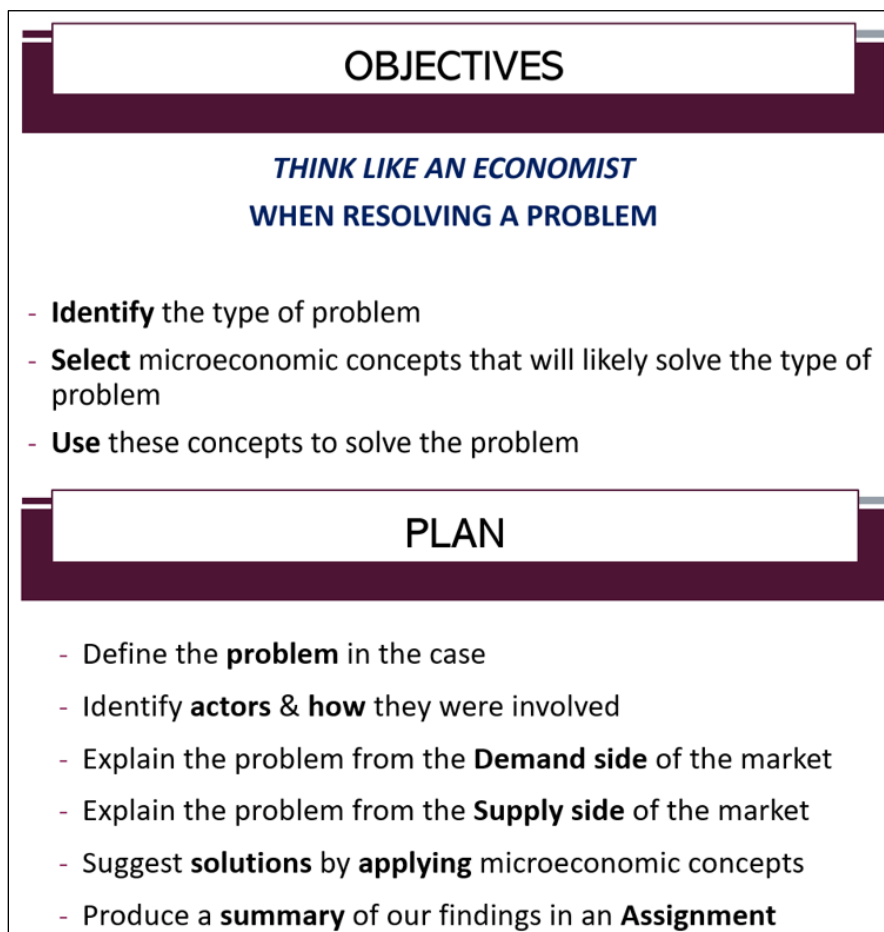 OBJECTIVES
THINK LIKE AN ECONOMIST
WHEN RESOLVING A PROBLEM
- Identify the type of problem
- Select microeconomic concepts that will likely solve the type of
problem
- Use these concepts to solve the problem
PLAN
- Define the problem in the case
- Identify actors & how they were involved
- Explain the problem from the Demand side of the market
- Explain the problem from the Supply side of the market
- Suggest solutions by applying microeconomic concepts
- Produce a summary of our findings in an Assignment